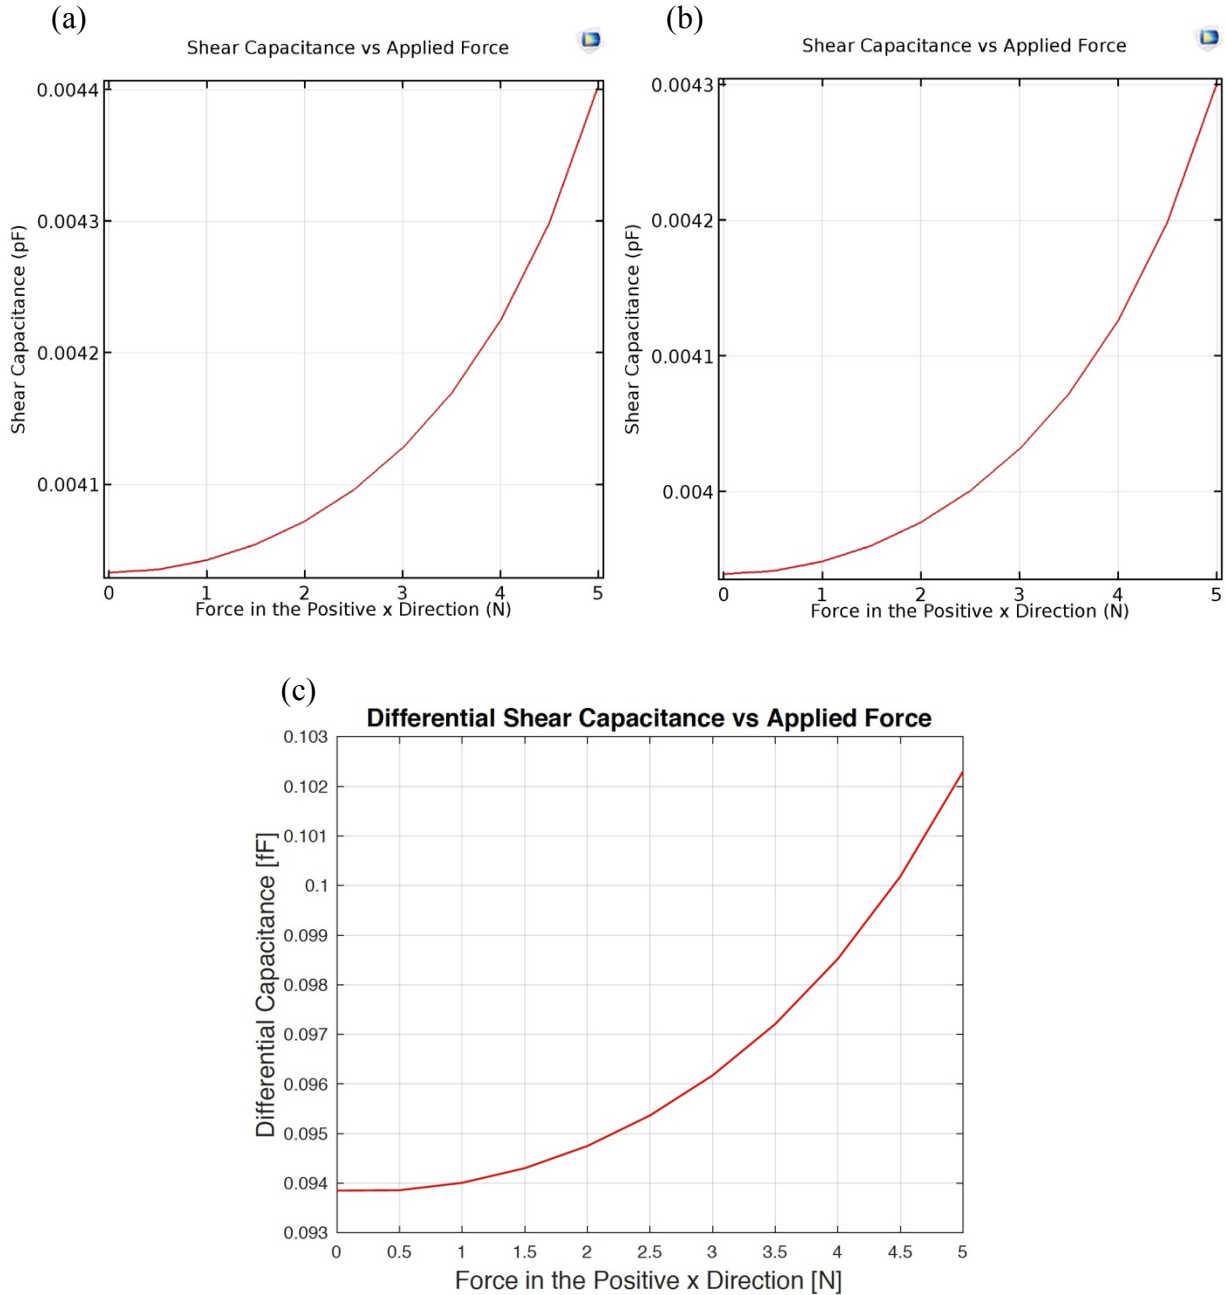 (a)
Shear Capacitance vs Applied Force
0.0044
0.0043
0.0042
0.0041
Shear Capacitance (pF)
0 1 2 3 4 5
Force in the Positive x Direction (N)
(b)
Shear Capacitance vs Applied Force
0.0043
0.0042
0.0041
0.004
Shear Capacitance (pF)
0 1 2 3 4 5
Force in the Positive x Direction (N)
(c)
Differential Shear Capacitance vs Applied Force
0.103
0.102
0.101
0.1
0.099
0.098
0.097
0.096
0.095
0.094
0.093
Differential Capacitance [fF]
0 0.5 1 1.5 2 2.5 3 3.5 4 4.5 5
Force in the Positive x Direction [N]